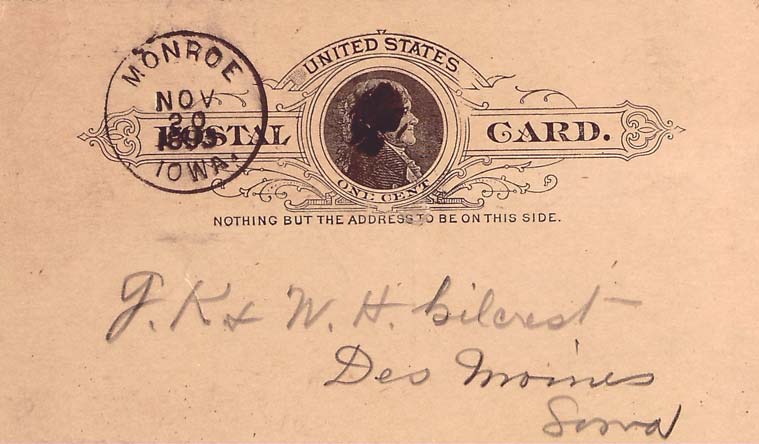 MONROE
NOV
20
IOWA.
UNITED STATES
POSTAL CARD.
ONE CENT
NOTHING BUT THE ADDRESS TO BE ON THIS SIDE.
J. K & W. H. Gilcrest
Des Moines
Iowa